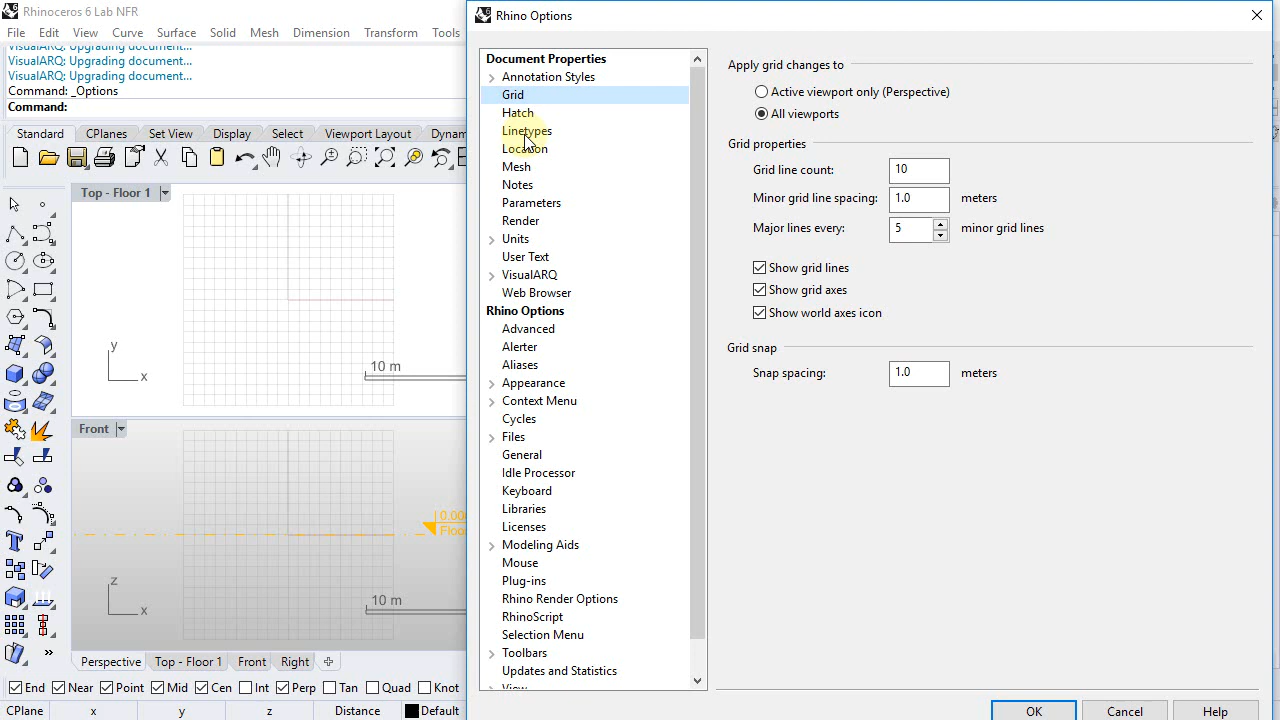 Rhinoceros 6 Lab NFR
File Edit View Curve Surface Solid Mesh Dimension Transform Tools
VisualARQ: Upgrading document...
VisualARQ: Upgrading document...
VisualARQ: Upgrading document...
Command: _Options
Command:
Standard CPlanes Set View Display Select Viewport Layout Dynam
Top - Floor 1
y
x
10 m
Front
0.00
Floor
z
x
10 m
Perspective Top - Floor 1 Front Right
End Near Point Mid Cen Int Perp Tan Quad Knot
CPlane x y z Distance Default
Rhino Options
Document Properties
Annotation Styles
Grid
Hatch
Linetypes
Location
Mesh
Notes
Parameters
Render
Units
User Text
VisualARQ
Web Browser
Rhino Options
Advanced
Alerter
Aliases
Appearance
Context Menu
Cycles
Files
General
Idle Processor
Keyboard
Libraries
Licenses
Modeling Aids
Mouse
Plug-ins
Rhino Render Options
RhinoScript
Selection Menu
Toolbars
Updates and Statistics
View
Apply grid changes to
Active viewport only (Perspective)
All viewports
Grid properties
Grid line count: 10
Minor grid line spacing: 1.0 meters
Major lines every: 5 minor grid lines
Show grid lines
Show grid axes
Show world axes icon
Grid snap
Snap spacing: 1.0 meters
OK Cancel Help